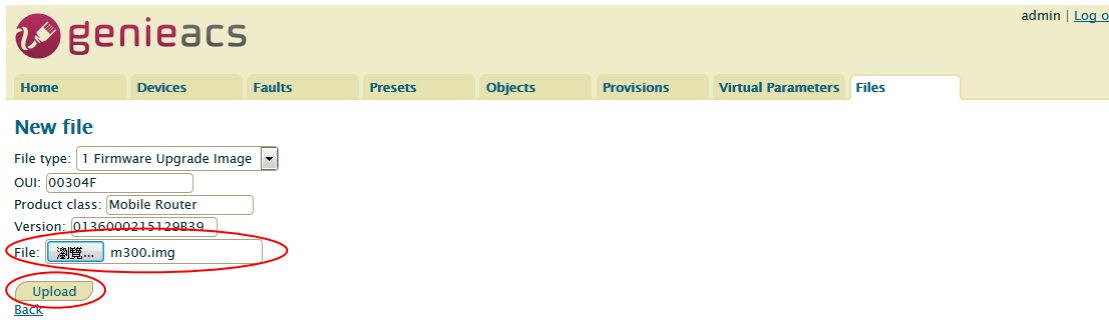 admin | Log o
genieacs
Home Devices Faults Presets Objects Provisions Virtual Parameters Files
New file
File type: 1 Firmware Upgrade Image
OUI: 00304F
Product class: Mobile Router
Version: 0136000215129B39
File: 瀏覽... m300.img
Upload
Back